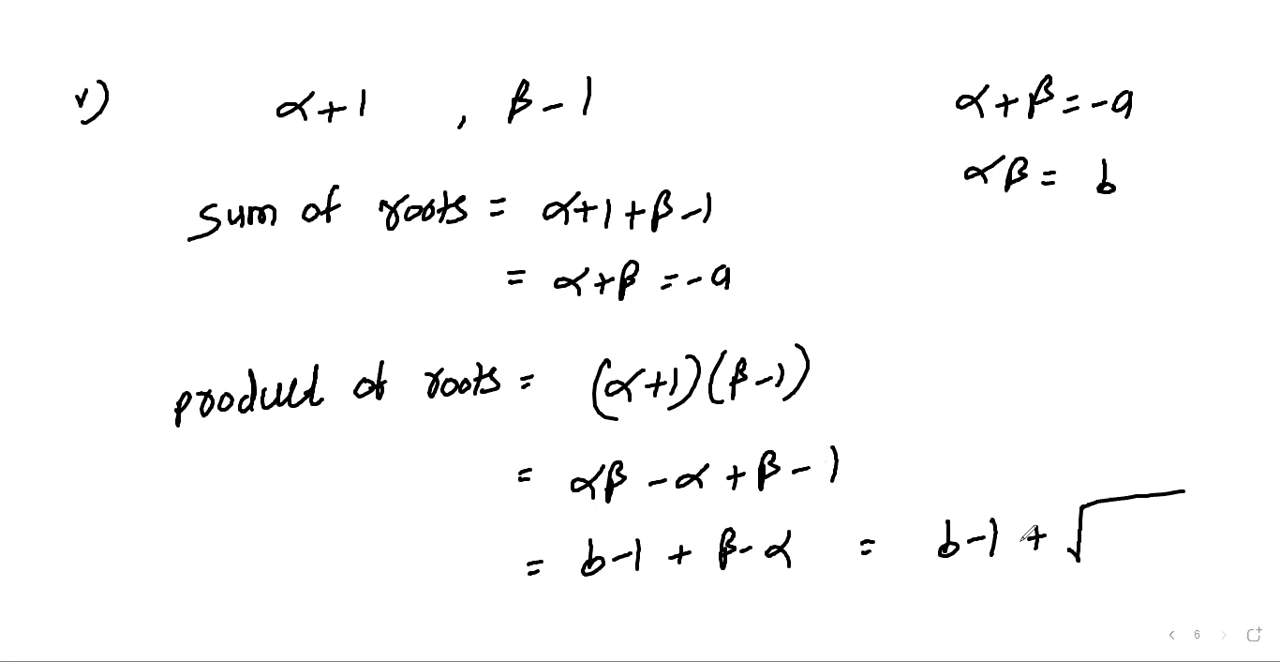 v) α+1 , β-1
α+β=-a
αβ = b
sum of roots = α+1+β-1
= α+β =-a
product of roots = (α+1)(β-1)
= αβ -α +β-1
= b-1 + β-α = b-1 + √
6